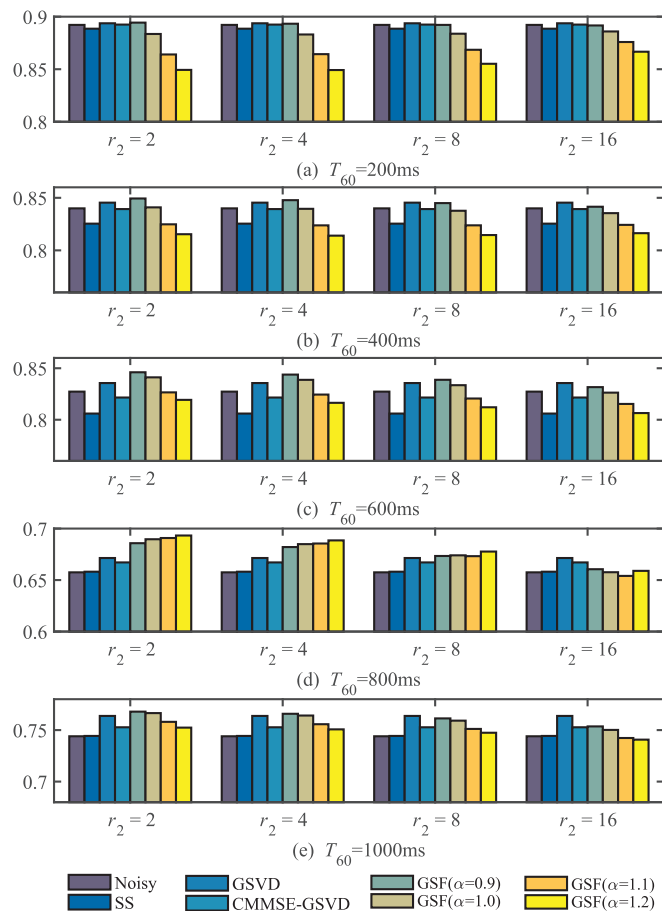 0.9
0.85
0.8
r2 = 2 r2 = 4 r2 = 8 r2 = 16
(a) T60=200ms
0.85
0.8
r2 = 2 r2 = 4 r2 = 8 r2 = 16
(b) T60=400ms
0.85
0.8
r2 = 2 r2 = 4 r2 = 8 r2 = 16
(c) T60=600ms
0.7
0.65
0.6
r2 = 2 r2 = 4 r2 = 8 r2 = 16
(d) T60=800ms
0.75
0.7
r2 = 2 r2 = 4 r2 = 8 r2 = 16
(e) T60=1000ms
Noisy GSVD GSF(α=0.9) GSF(α=1.1)
SS CMMSE-GSVD GSF(α=1.0) GSF(α=1.2)